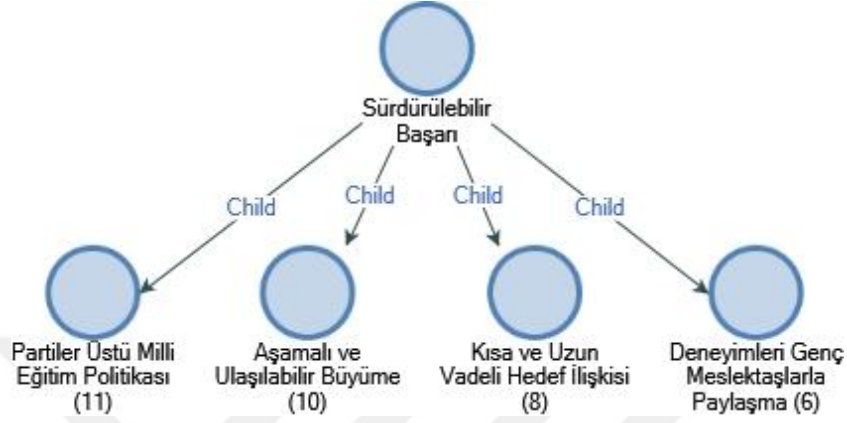 Sürdürülebilir
Başarı
Child
Child
Child
Child
Partiler Üstü Milli
Eğitim Politikası
(11)
Aşamalı ve
Ulaşılabilir Büyüme
(10)
Kısa ve Uzun
Vadeli Hedef İlişkisi
(8)
Deneyimleri Genç
Meslektaşlarla
Paylaşma (6)